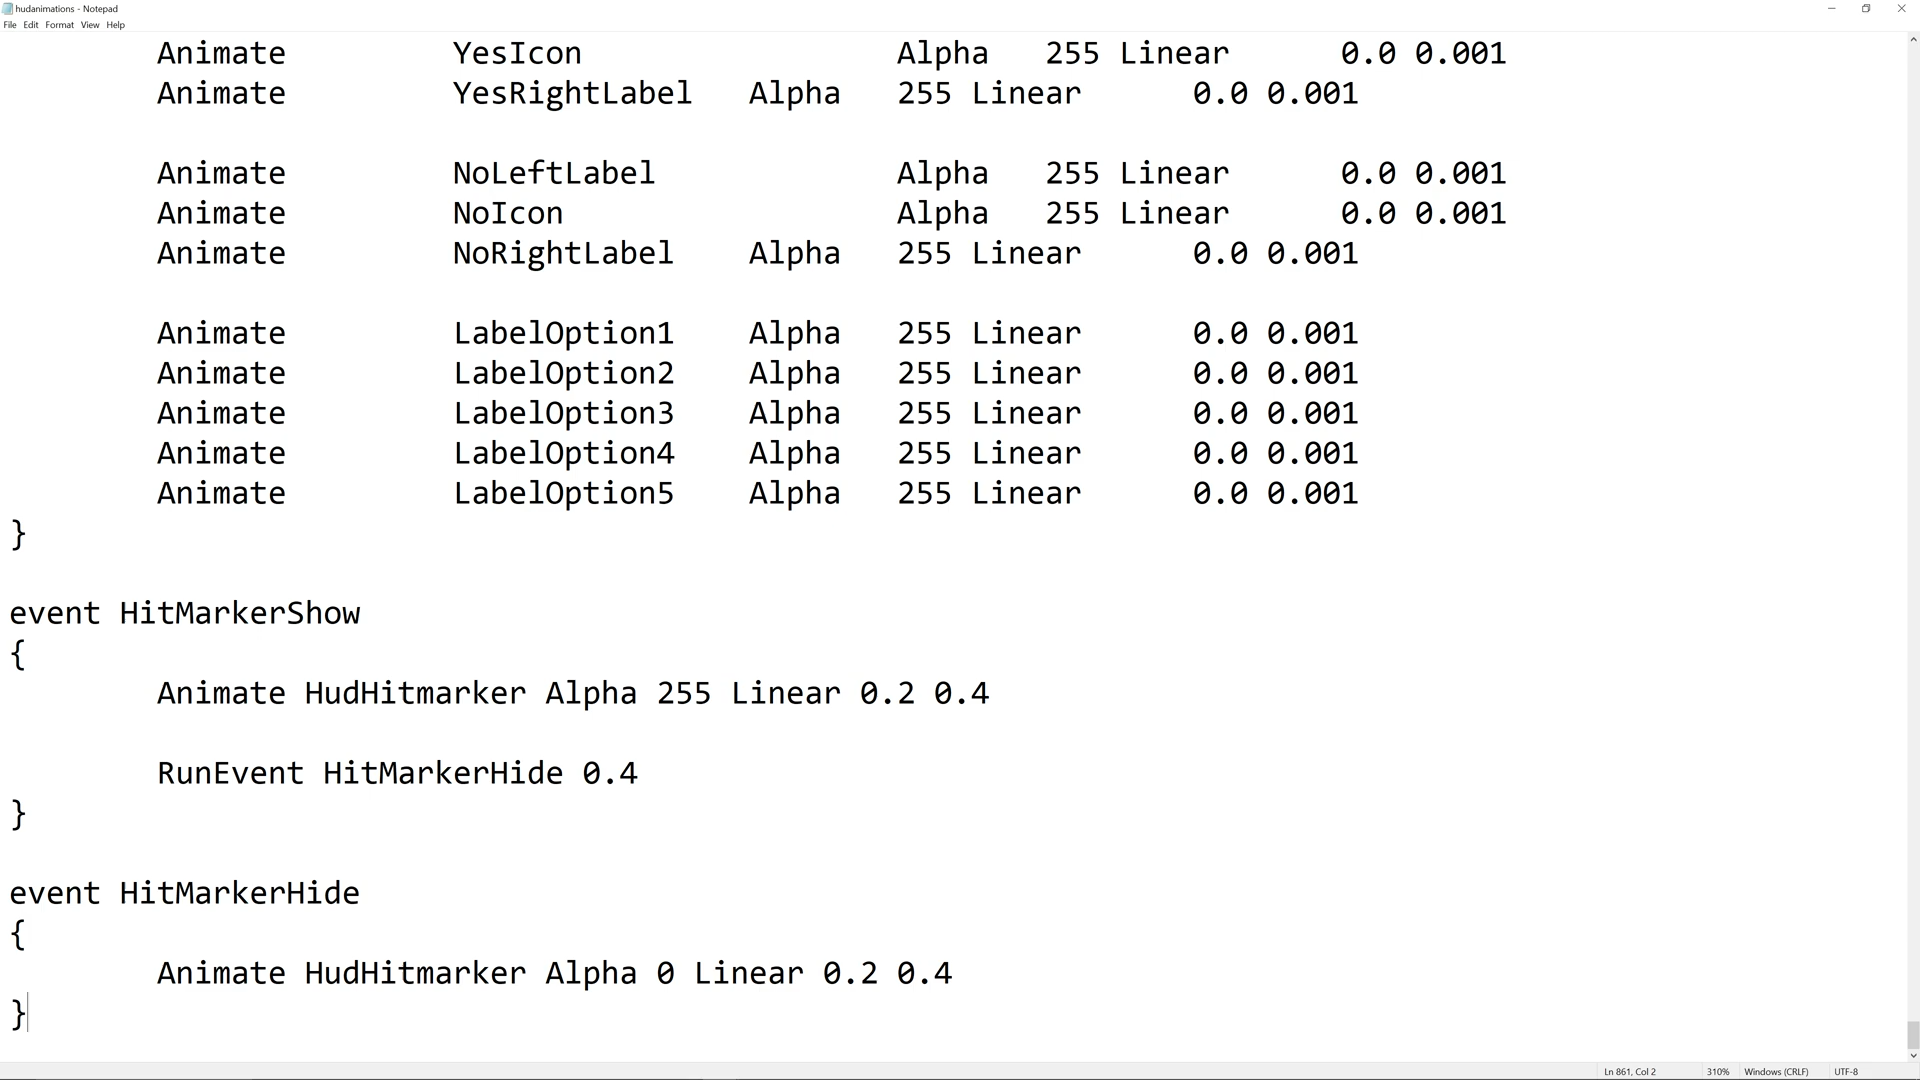 hudanimations - Notepad
File Edit Format View Help
Animate YesIcon Alpha 255 Linear 0.0 0.001
Animate YesRightLabel Alpha 255 Linear 0.0 0.001
Animate NoLeftLabel Alpha 255 Linear 0.0 0.001
Animate NoIcon Alpha 255 Linear 0.0 0.001
Animate NoRightLabel Alpha 255 Linear 0.0 0.001
Animate LabelOption1 Alpha 255 Linear 0.0 0.001
Animate LabelOption2 Alpha 255 Linear 0.0 0.001
Animate LabelOption3 Alpha 255 Linear 0.0 0.001
Animate LabelOption4 Alpha 255 Linear 0.0 0.001
Animate LabelOption5 Alpha 255 Linear 0.0 0.001
}
event HitMarkerShow
{
Animate HudHitmarker Alpha 255 Linear 0.2 0.4
RunEvent HitMarkerHide 0.4
}
event HitMarkerHide
{
Animate HudHitmarker Alpha 0 Linear 0.2 0.4
}
Ln 861, Col 2 310% Windows (CRLF) UTF-8